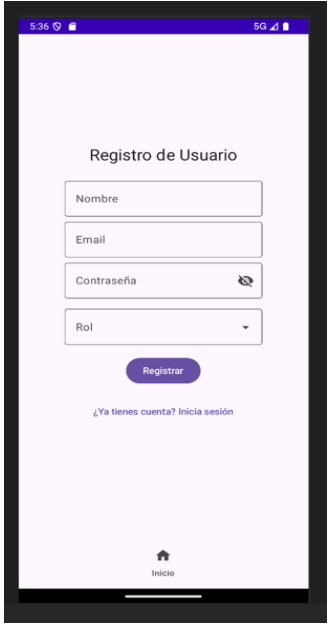 5:36 5G
Registro de Usuario
Nombre
Email
Contraseña
Rol
Registrar
¿Ya tienes cuenta? Inicia sesión
Inicio